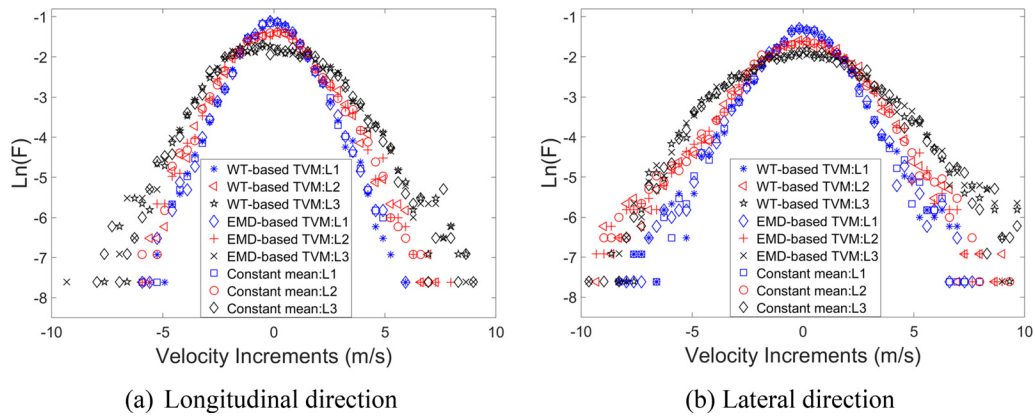 -1
-2
-3
-4
-5
-6
-7
-8
Ln(F)
WT-based TVM:L1
WT-based TVM:L2
WT-based TVM:L3
EMD-based TVM:L1
EMD-based TVM:L2
EMD-based TVM:L3
Constant mean:L1
Constant mean:L2
Constant mean:L3
-10 -5 0 5 10
Velocity Increments (m/s)
(a) Longitudinal direction
-1
-2
-3
-4
-5
-6
-7
-8
Ln(F)
WT-based TVM:L1
WT-based TVM:L2
WT-based TVM:L3
EMD-based TVM:L1
EMD-based TVM:L2
EMD-based TVM:L3
Constant mean:L1
Constant mean:L2
Constant mean:L3
-10 -5 0 5 10
Velocity Increments (m/s)
(b) Lateral direction